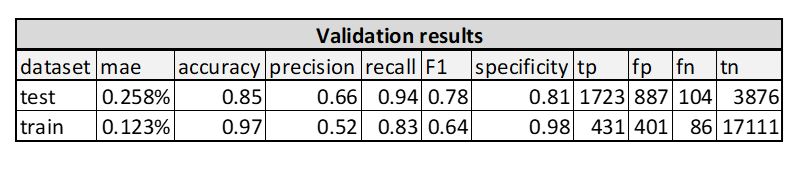 Validation results
dataset mae accuracy precision recall F1 specificity tp fp fn tn
test 0.258% 0.85 0.66 0.94 0.78 0.81 1723 887 104 3876
train 0.123% 0.97 0.52 0.83 0.64 0.98 431 401 86 17111